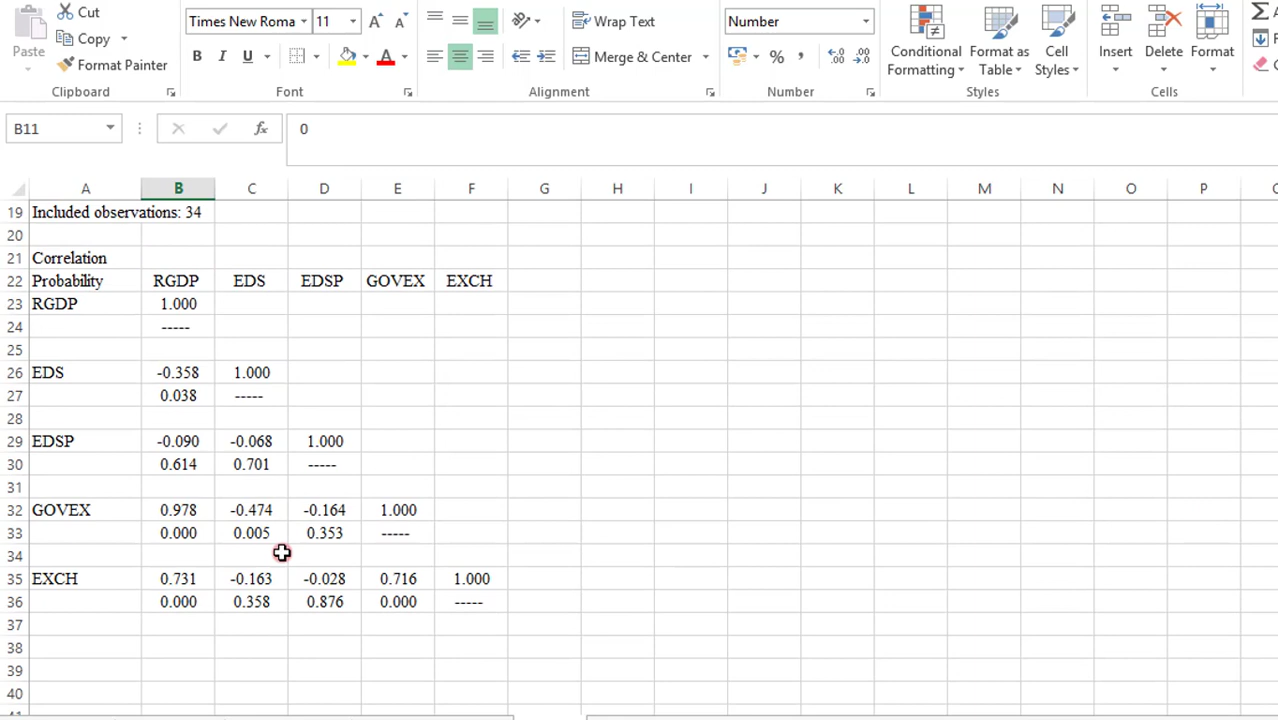 Cut
Copy
Format Painter
Paste
Clipboard
Times New Roma 11
B I U A
Font
Wrap Text
Merge & Center
Alignment
Number
% ,
Number
Conditional Formatting
Format as Table
Cell Styles
Styles
Insert
Delete
Format
Cells
B11 fx 0
A B C D E F G H I J K L M N O P
19 Included observations: 34
20
21 Correlation
22 Probability RGDP EDS EDSP GOVEX EXCH
23 RGDP 1.000
24 -----
25
26 EDS -0.358 1.000
27 0.038 -----
28
29 EDSP -0.090 -0.068 1.000
30 0.614 0.701 -----
31
32 GOVEX 0.978 -0.474 -0.164 1.000
33 0.000 0.005 0.353 -----
34
35 EXCH 0.731 -0.163 -0.028 0.716 1.000
36 0.000 0.358 0.876 0.000 -----
37
38
39
40